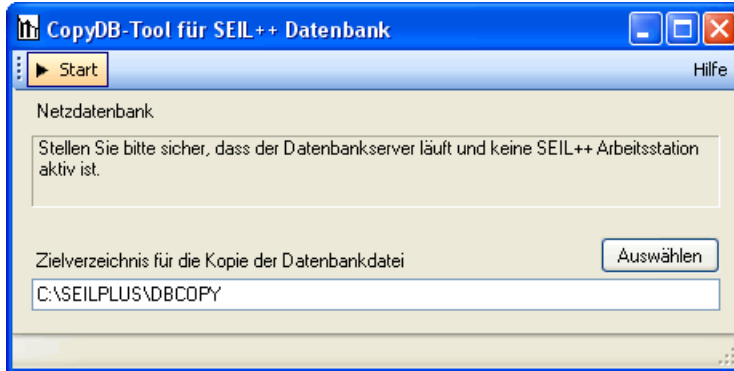 CopyDB-Tool für SEIL++ Datenbank
Start
Hilfe
Netzdatenbank
Stellen Sie bitte sicher, dass der Datenbankserver läuft und keine SEIL++ Arbeitsstation
aktiv ist.
Zielverzeichnis für die Kopie der Datenbankdatei
Auswählen
C:\SEILPLUS\DBCOPY